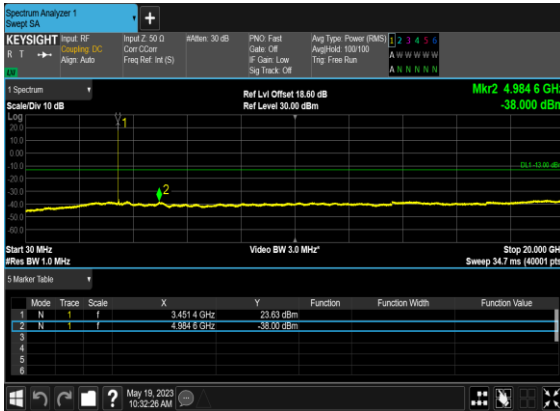 Spectrum Analyzer 1
Swept SA
+
KEYSIGHT
R T
Input: RF
Coupling: DC
Align: Auto
Input Z: 50 Ω
Corr CCorr
Freq Ref: Int (S)
#Atten: 30 dB
PNO: Fast
Gate: Off
IF Gain: Low
Sig Track: Off
Avg Type: Power (RMS)
Avg|Hold: 100/100
Trig: Free Run
1 2 3 4 5 6
A W W W W W
A N N N N N
1 Spectrum
Scale/Div 10 dB
Ref Lvl Offset 18.60 dB
Ref Level 30.00 dBm
Mkr2 4.984 6 GHz
-38.000 dBm
Log
20.0
10.0
0.00
-10.0
-20.0
-30.0
-40.0
-50.0
-60.0
1
2
DL1 -13.00 dBm
Start 30 MHz
#Res BW 1.0 MHz
Video BW 3.0 MHz*
Stop 20.000 GHz
Sweep 34.7 ms (40001 pts)
5 Marker Table
Mode Trace Scale X Y Function Function Width Function Value
1 N 1 f 3.451 4 GHz 23.63 dBm
2 N 1 f 4.984 6 GHz -38.00 dBm
3
4
5
6
?
May 19, 2023
10:32:26 AM